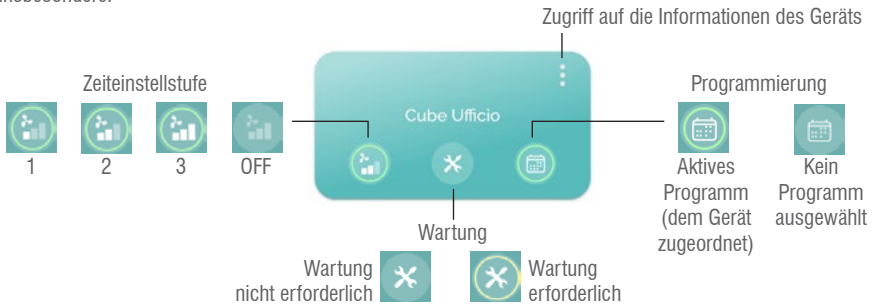 Zugriff auf die Informationen des Geräts
Zeiteinstellstufe
1
2
3
OFF
Cube Ufficio
Programmierung
Aktives
Programm
(dem Gerät
zugeordnet)
Kein
Programm
ausgewählt
Wartung
Wartung
nicht erforderlich
Wartung
erforderlich